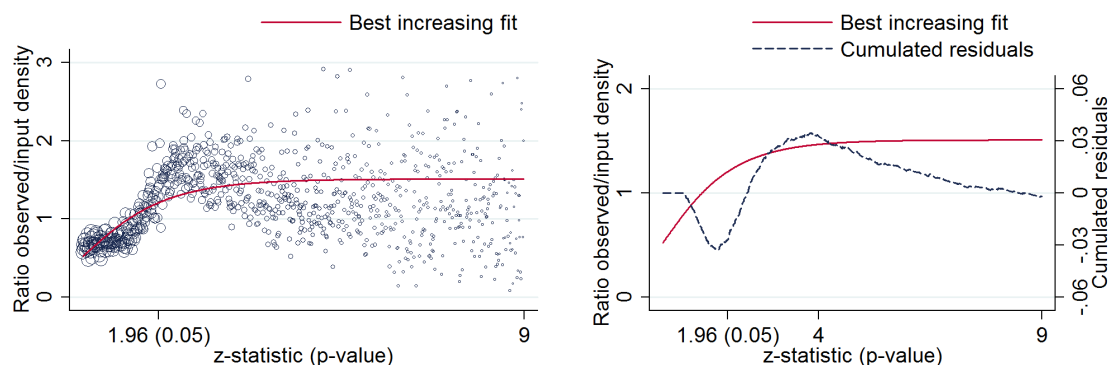 Best increasing fit
Ratio observed/input density
3
2
1
0
1.96 (0.05)
9
z-statistic (p-value)
Best increasing fit
Cumulated residuals
Ratio observed/input density
2
1
0
.06
.03
0
-.03
-.06
Cumulated residuals
1.96 (0.05)
4
9
z-statistic (p-value)